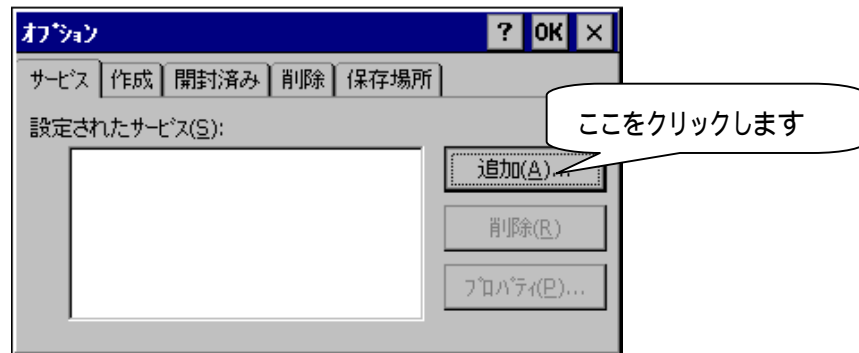 オプション ? OK ×
サービス 作成 開封済み 削除 保存場所
設定されたサービス(S):
ここをクリックします
追加(A)...
削除(R)
プロパティ(P)...